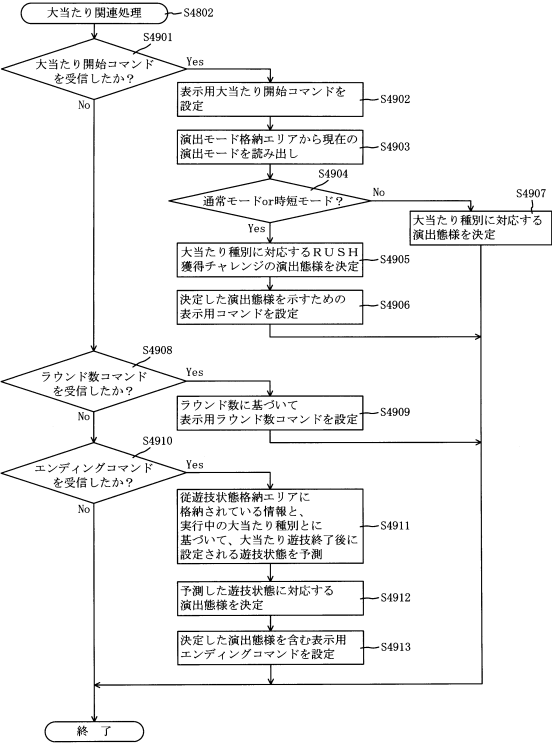 大当たり関連処理
S4802
S4901
大当たり開始コマンド
を受信したか？
Yes
No
表示用大当たり開始コマンドを
設定
S4902
演出モード格納エリアから現在の
演出モードを読み出し
S4903
S4904
通常モードor時短モード？
No
Yes
S4907
大当たり種別に対応する
演出態様を決定
大当たり種別に対応するＲＵＳＨ
獲得チャレンジの演出態様を決定
S4905
決定した演出態様を示すための
表示用コマンドを設定
S4906
S4908
ラウンド数コマンド
を受信したか？
Yes
No
ラウンド数に基づいて
表示用ラウンド数コマンドを設定
S4909
S4910
エンディングコマンド
を受信したか？
Yes
No
従遊技状態格納エリアに
格納されている情報と、
実行中の大当たり種別とに
基づいて、大当たり遊技終了後に
設定される遊技状態を予測
S4911
予測した遊技状態に対応する
演出態様を決定
S4912
決定した演出態様を含む表示用
エンディングコマンドを設定
S4913
終 了